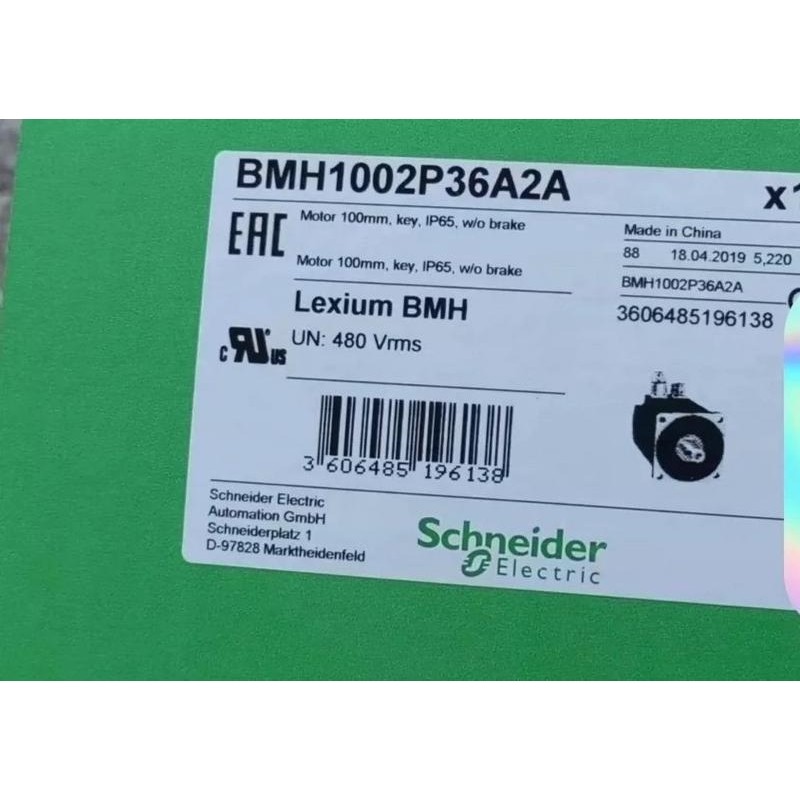 BMH1002P36A2A
x1
EAC
Motor 100mm, key, IP65, w/o brake
Motor 100mm, key, IP65, w/o brake
Made in China
88 18.04.2019 5,220
BMH1002P36A2A
3606485196138
Lexium BMH
UN: 480 Vrms
c RU us
3 606485 196138
Schneider Electric
Automation GmbH
Schneiderplatz 1
D-97828 Marktheidenfeld
Schneider
Electric